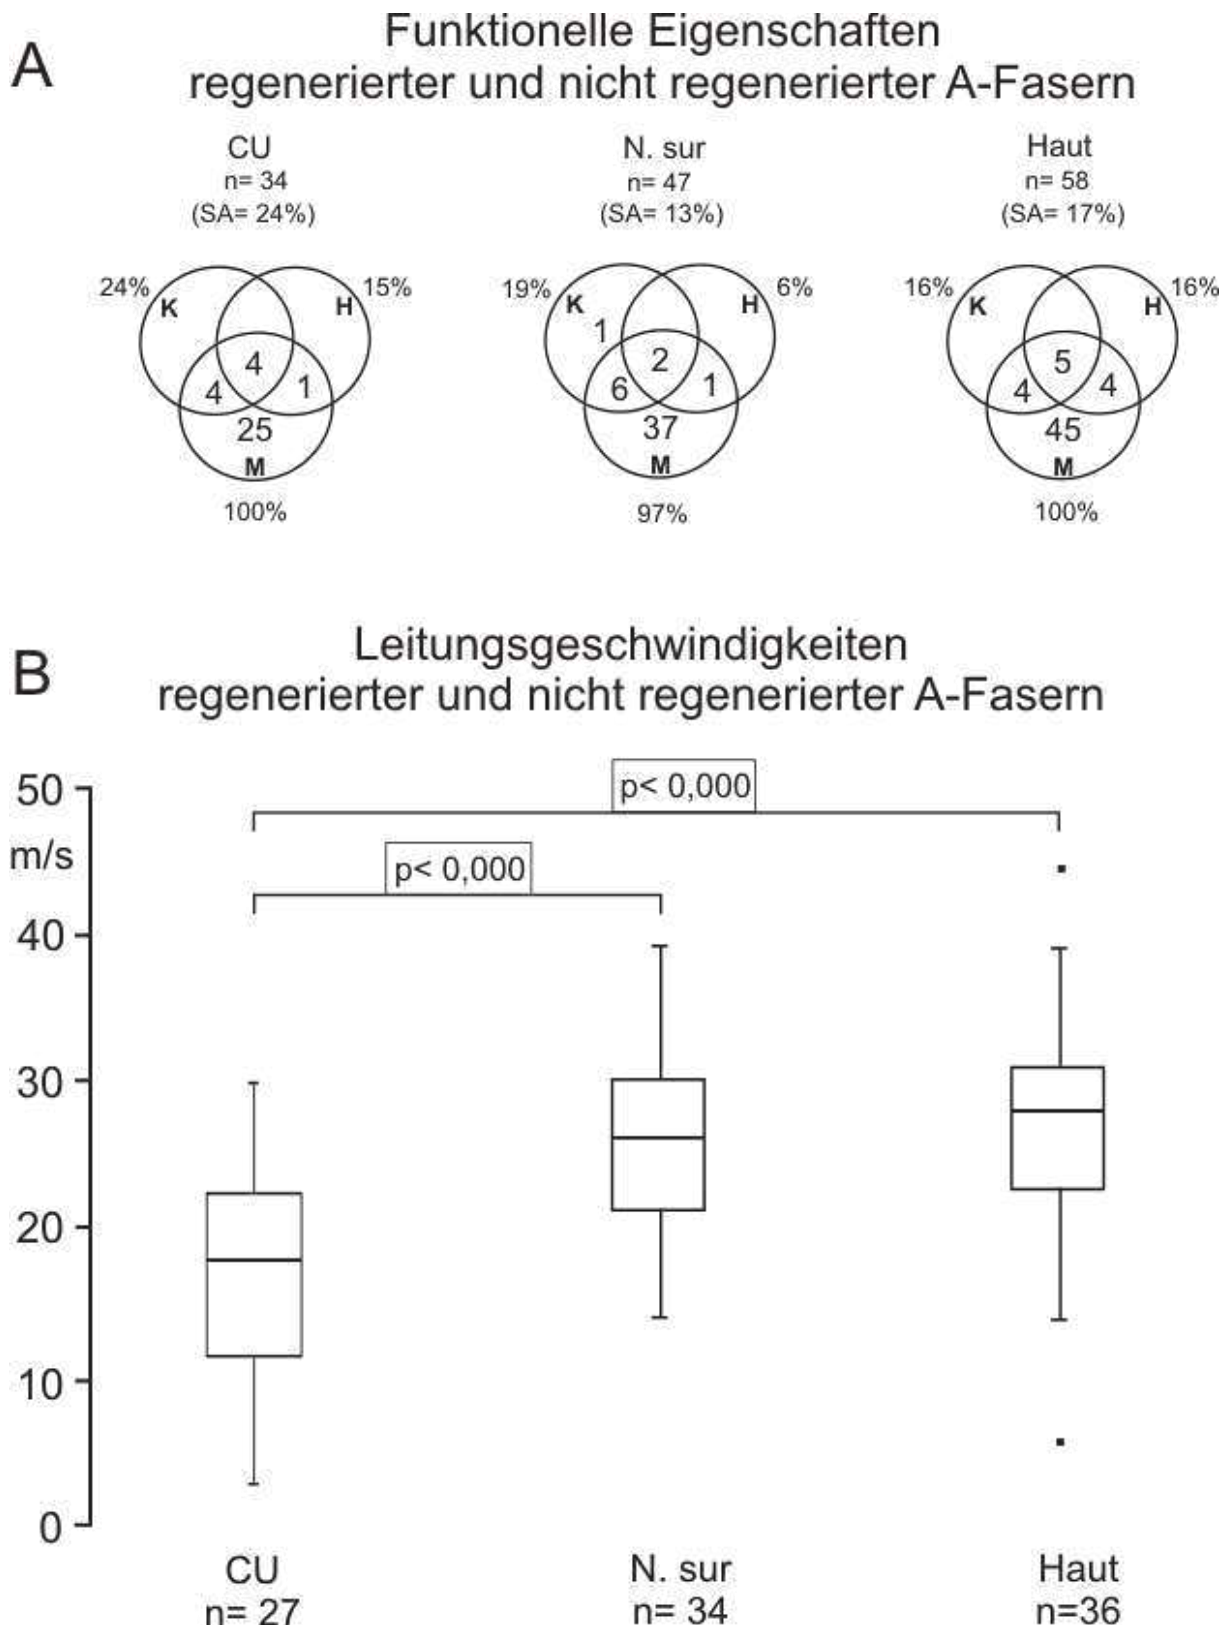 A
Funktionelle Eigenschaften
regenerierter und nicht regenerierter A-Fasern
CU
n= 34
(SA= 24%)
24%
K
H
15%
4
4
1
25
M
100%
N. sur
n= 47
(SA= 13%)
19%
K
1
H
6%
2
6
1
37
M
97%
Haut
n= 58
(SA= 17%)
16%
K
H
16%
5
4
4
45
M
100%
B
Leitungsgeschwindigkeiten
regenerierter und nicht regenerierter A-Fasern
50
m/s
40
30
20
10
0
p< 0,000
p< 0,000
CU
n= 27
N. sur
n= 34
Haut
n=36